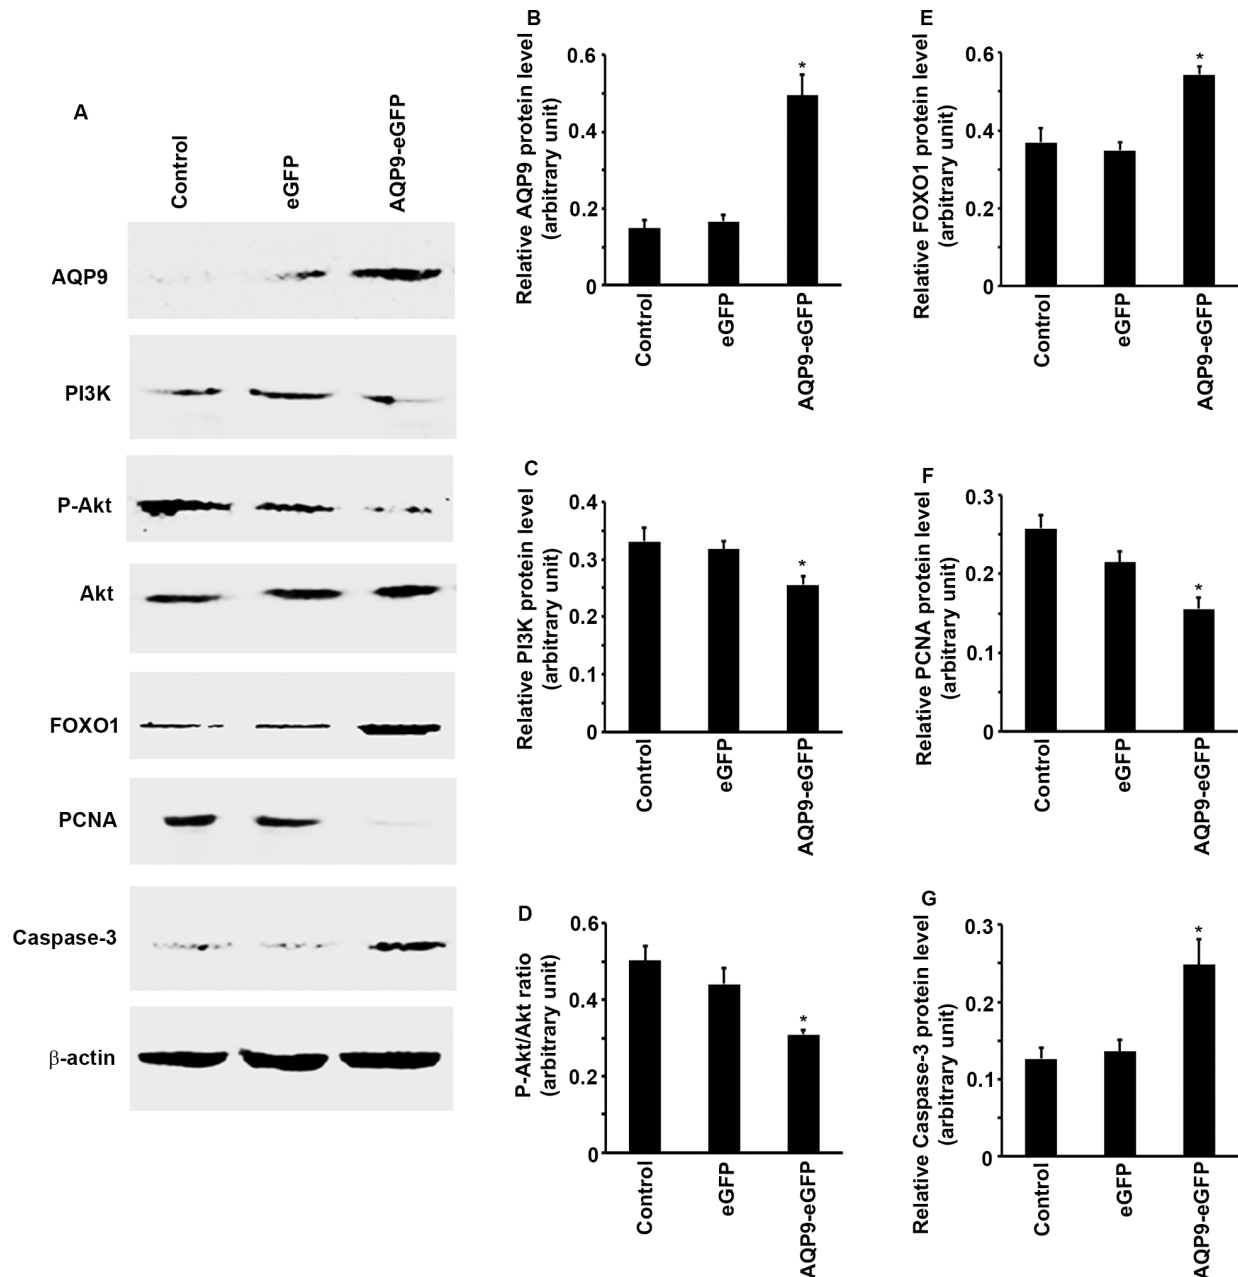 A
Control
eGFP
AQP9-eGFP
AQP9
PI3K
P-Akt
Akt
FOXO1
PCNA
Caspase-3
β-actin
B
Relative AQP9 protein level
(arbitrary unit)
0.6
0.4
0.2
0
*
Control
eGFP
AQP9-eGFP
C
Relative PI3K protein level
(arbitrary unit)
0.4
0.3
0.2
0.1
0
*
Control
eGFP
AQP9-eGFP
D
P-Akt/Akt ratio
(arbitrary unit)
0.6
0.4
0.2
0
*
Control
eGFP
AQP9-eGFP
E
Relative FOXO1 protein level
(arbitrary unit)
0.6
0.4
0.2
0
*
Control
eGFP
AQP9-eGFP
F
Relative PCNA protein level
(arbitrary unit)
0.3
0.2
0.1
0
*
Control
eGFP
AQP9-eGFP
G
Relative Caspase-3 protein level
(arbitrary unit)
0.3
0.2
0.1
0
*
Control
eGFP
AQP9-eGFP